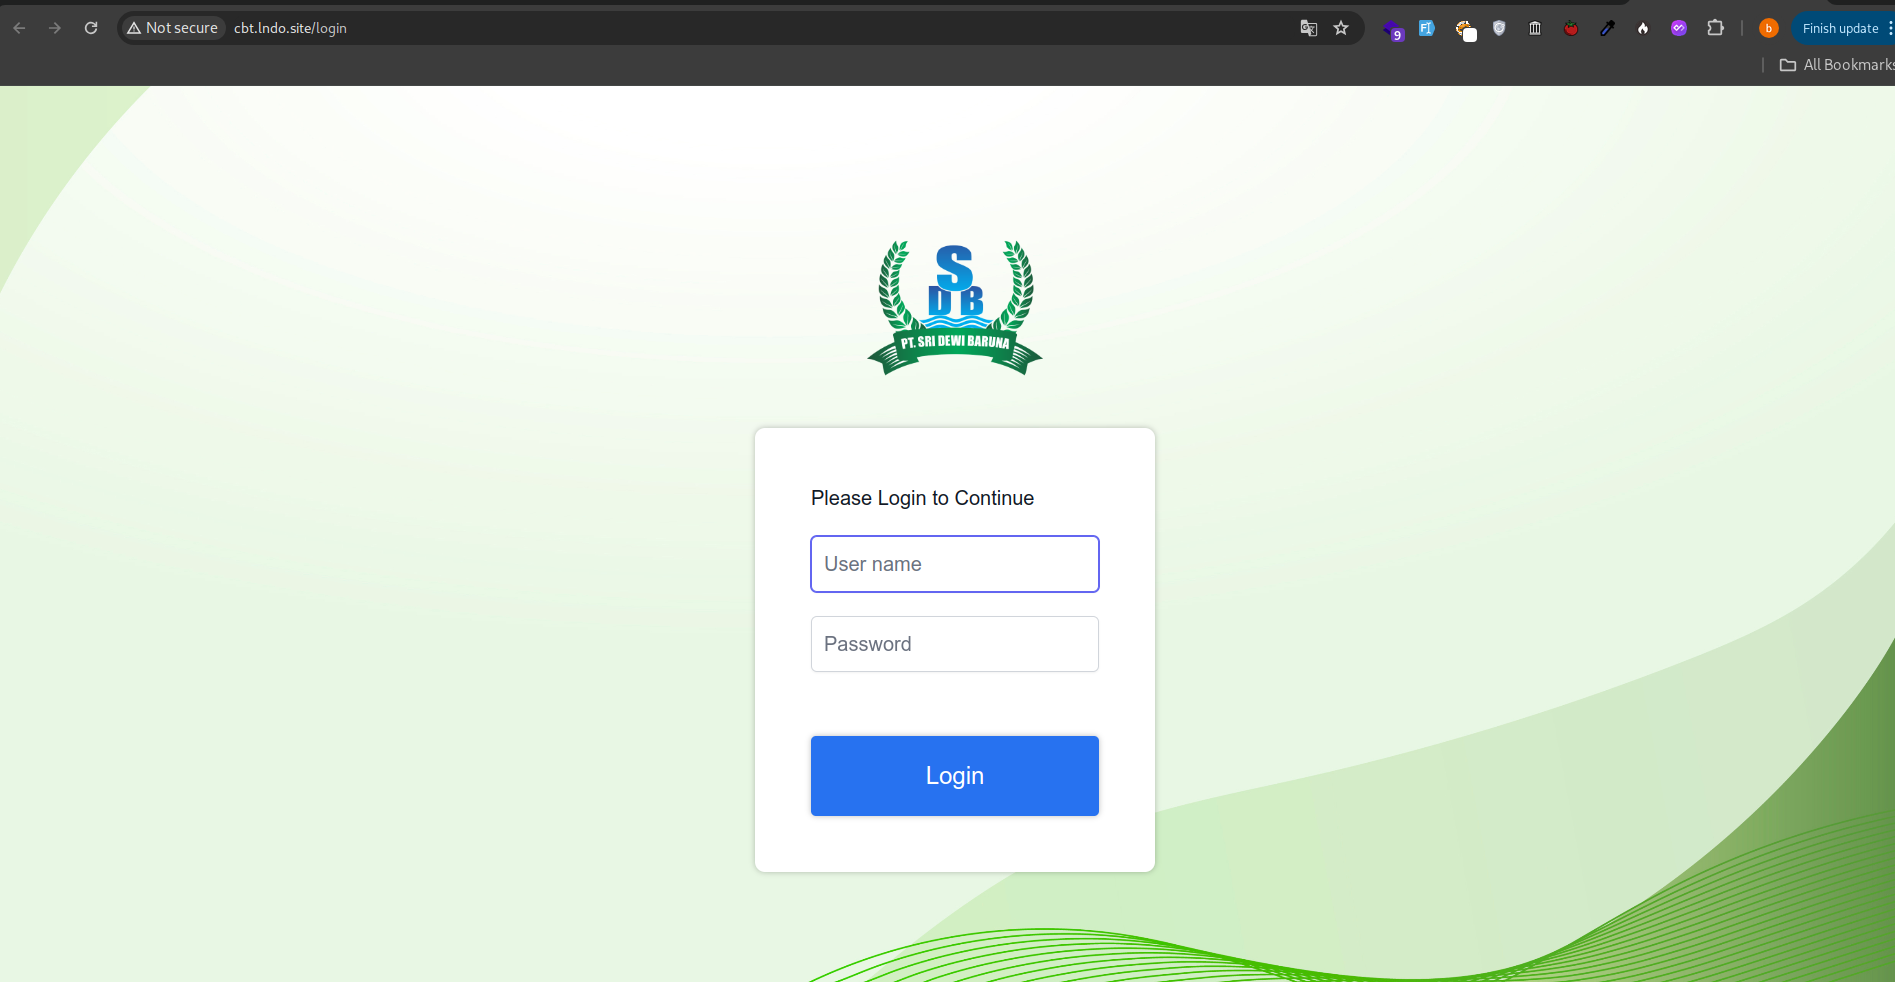 Not secure cbt.lndo.site/login
9
b
Finish update
All Bookmarks
S
D B
PT. SRI DEWI BARUNA
Please Login to Continue
User name
Password
Login